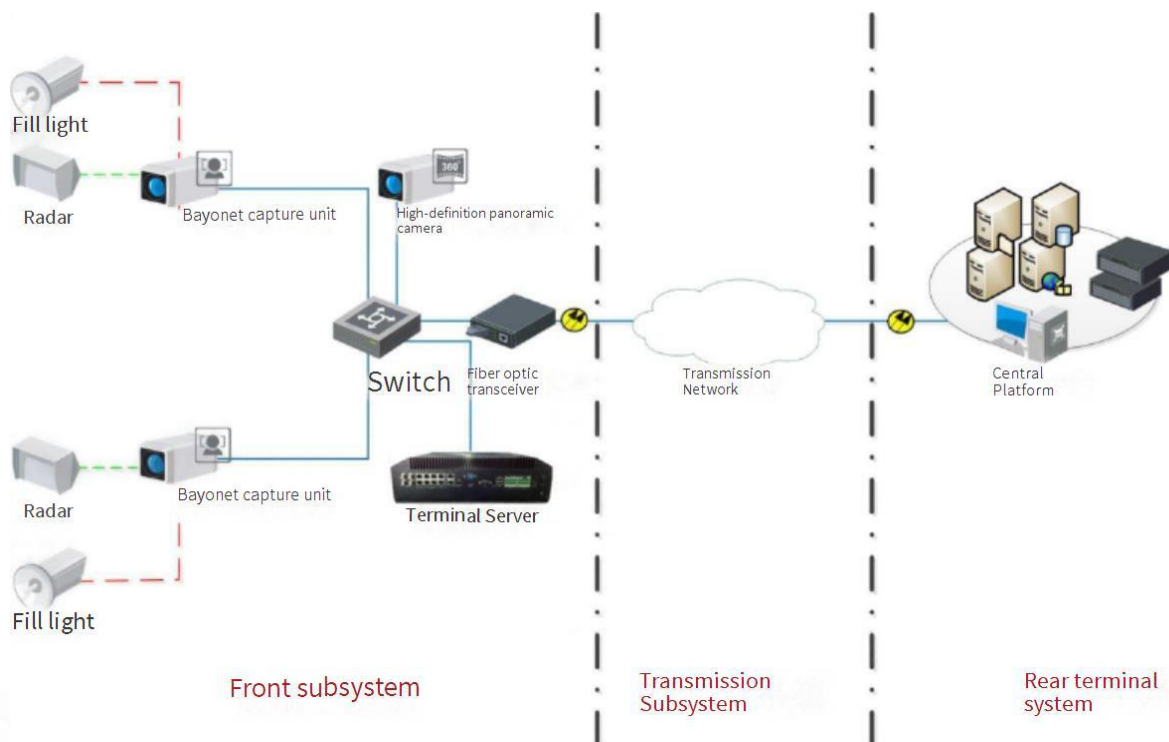 Fill light
Radar
Bayonet capture unit
360°
High-definition panoramic
camera
Switch
Fiber optic
transceiver
Transmission
Network
Central
Platform
Radar
Bayonet capture unit
Terminal Server
Fill light
Front subsystem
Transmission
Subsystem
Rear terminal
system